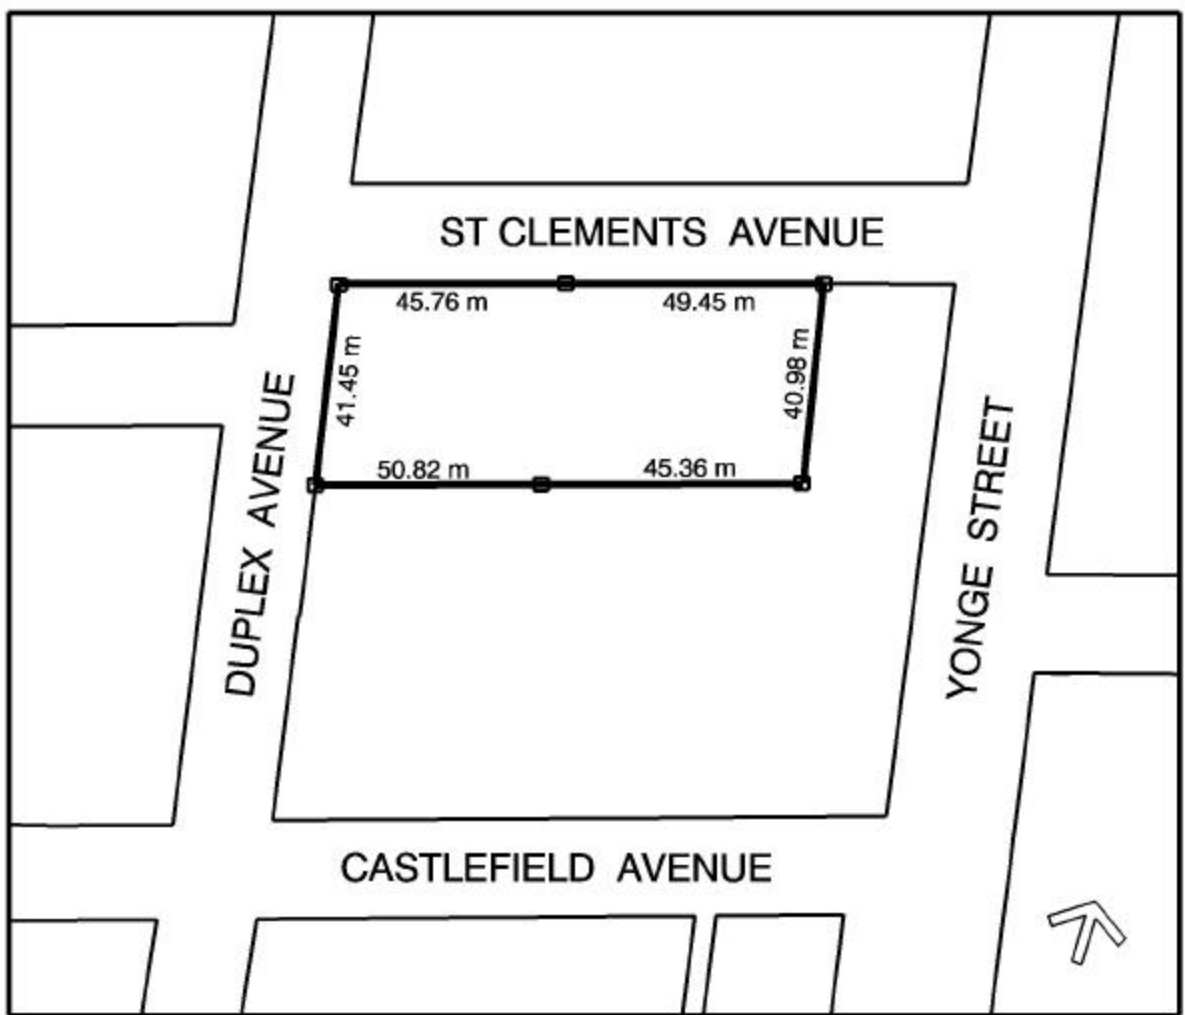 ST CLEMENTS AVENUE
45.76 m
49.45 m
41.45 m
40.98 m
50.82 m
45.36 m
DUPLEX AVENUE
YONGE STREET
CASTLEFIELD AVENUE